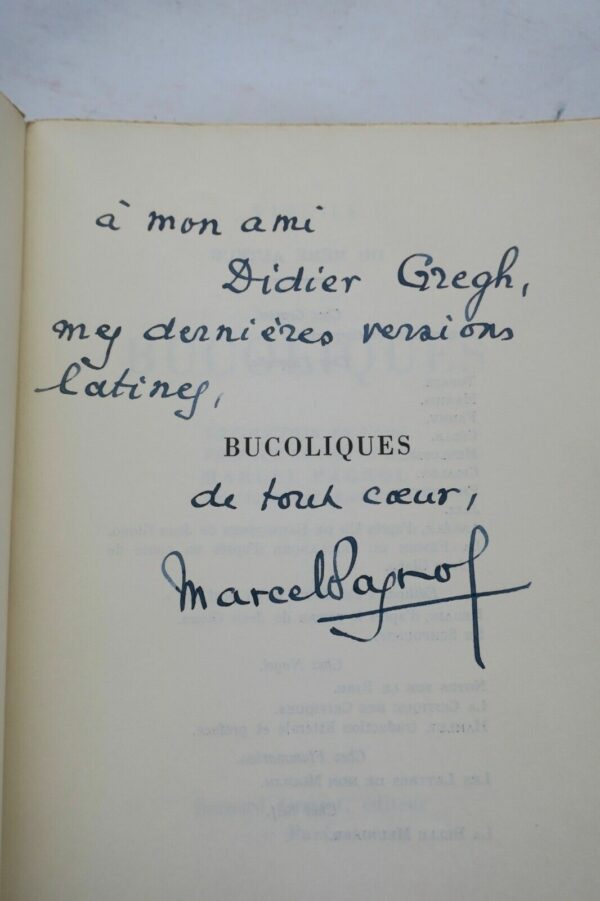 à mon ami
Didier Gregh,
mes dernières versions
latines,
BUCOLIQUES
de tout cœur,
Marcel Pagnol